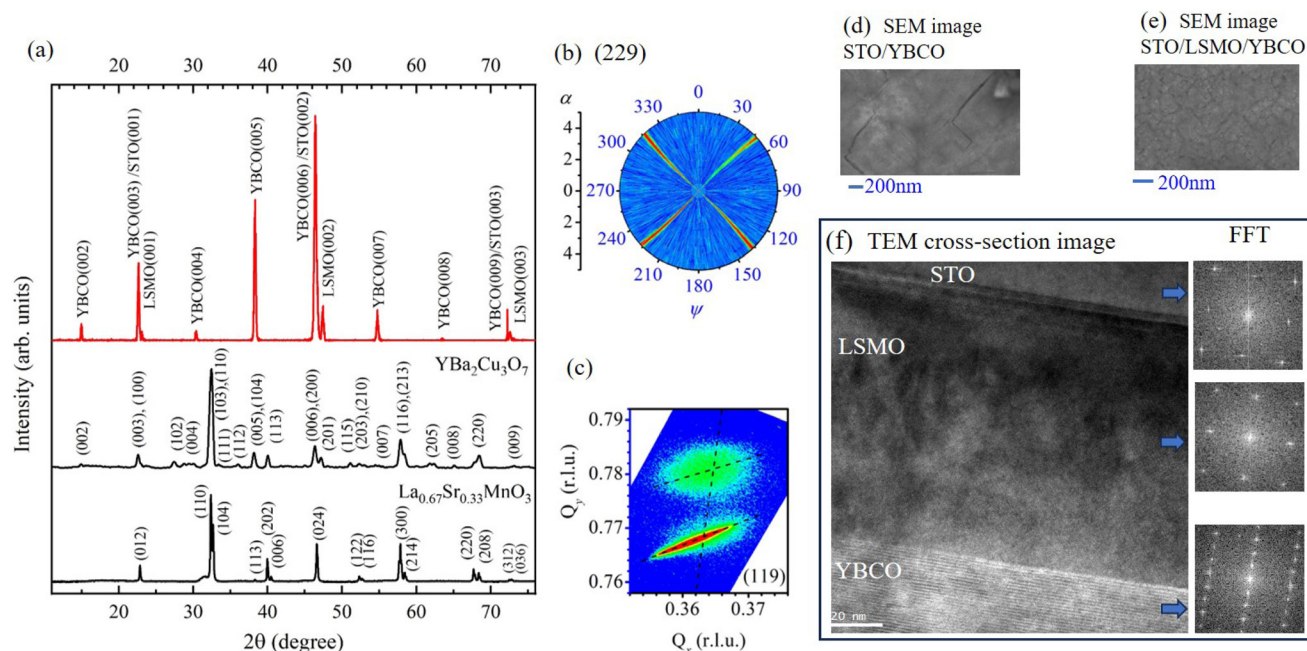 (a)
20 30 40 50 60 70
Intensity (arb. units)
YBCO(002)
YBCO(003) /STO(001)
LSMO(001)
YBCO(004)
YBCO(005)
YBCO(006) /STO(002)
LSMO(002)
YBCO(007)
YBCO(008)
YBCO(009)/STO(003)
LSMO(003)
YBa₂Cu₃O₇
(002)
(003), (100)
(102)
(004)
(103),(110)
(111)
(112)
(005),(104)
(113)
(006),(200)
(201)
(115)
(203),(210)
(007)
(116),(213)
(205)
(008)
(220)
(009)
La₀.₆₇Sr₀.₃₃MnO₃
(012)
(110)
(104)
(113)
(202)
(006)
(024)
(122)
(116)
(300)
(214)
(220)
(208)
(312)
(036)
20 30 40 50 60 70
2θ (degree)
(b) (229)
α
4
2
0
2
4
0
30
60
90
120
150
180
210
240
270
300
330
ψ
(c)
0.79
0.78
0.77
0.76
Qy (r.l.u.)
(119)
0.36 0.37
Qx (r.l.u.)
(d) SEM image
STO/YBCO
200nm
(e) SEM image
STO/LSMO/YBCO
200nm
(f) TEM cross-section image
FFT
STO
LSMO
YBCO
20 nm